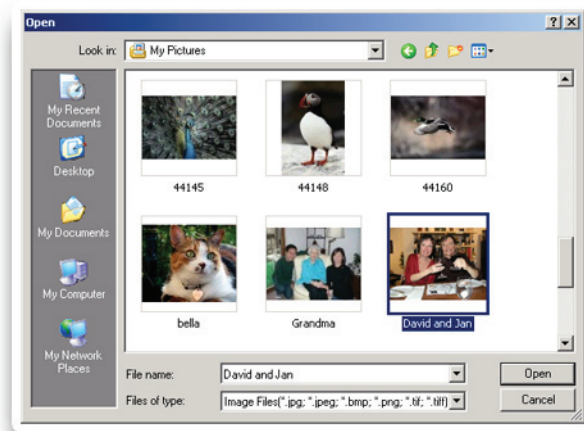 Open
Look in:
My Pictures
My Recent
Documents
Desktop
My Documents
My Computer
My Network
Places
44145
44148
44160
bella
Grandma
David and Jan
File name:
David and Jan
Open
Files of type:
Image Files(*.jpg; *.jpeg; *.bmp; *.png; *.tif; *.tiff)
Cancel